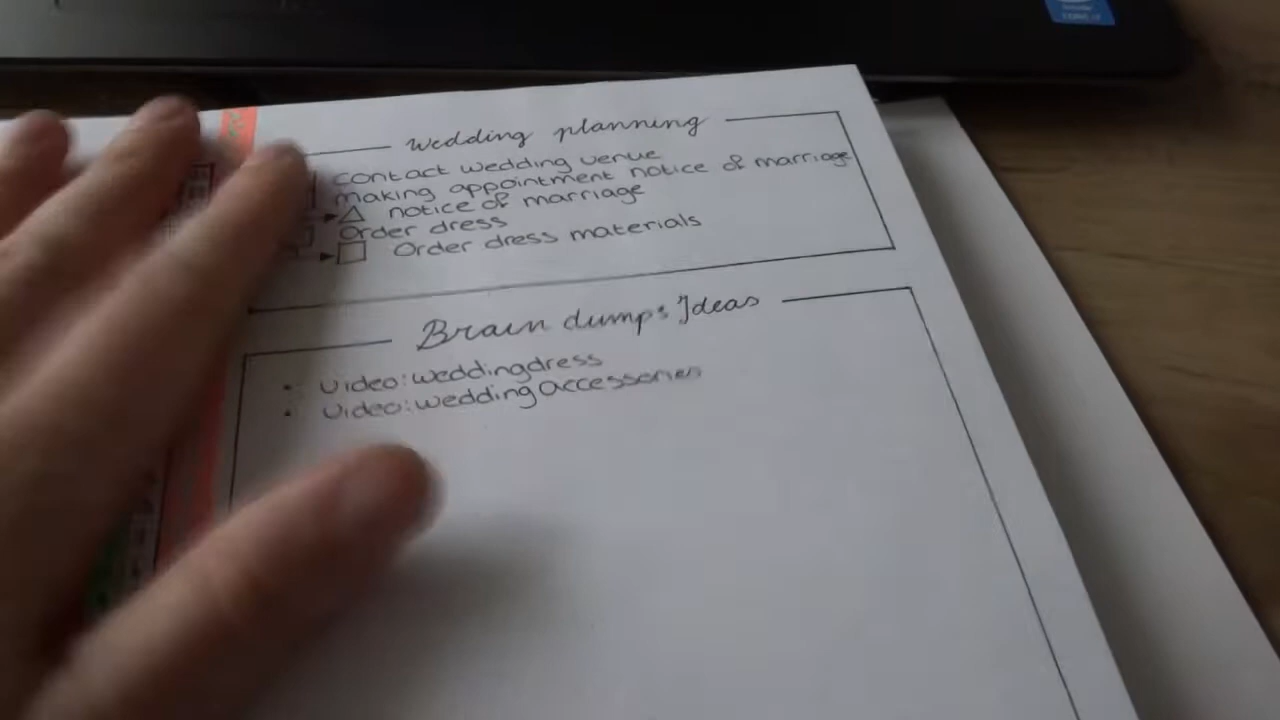 wedding planning
contact wedding venue
making appointment notice of marriage
notice of marriage
order dress
order dress materials
Brain dump: Ideas
Video: weddingdress
Video: wedding accessories